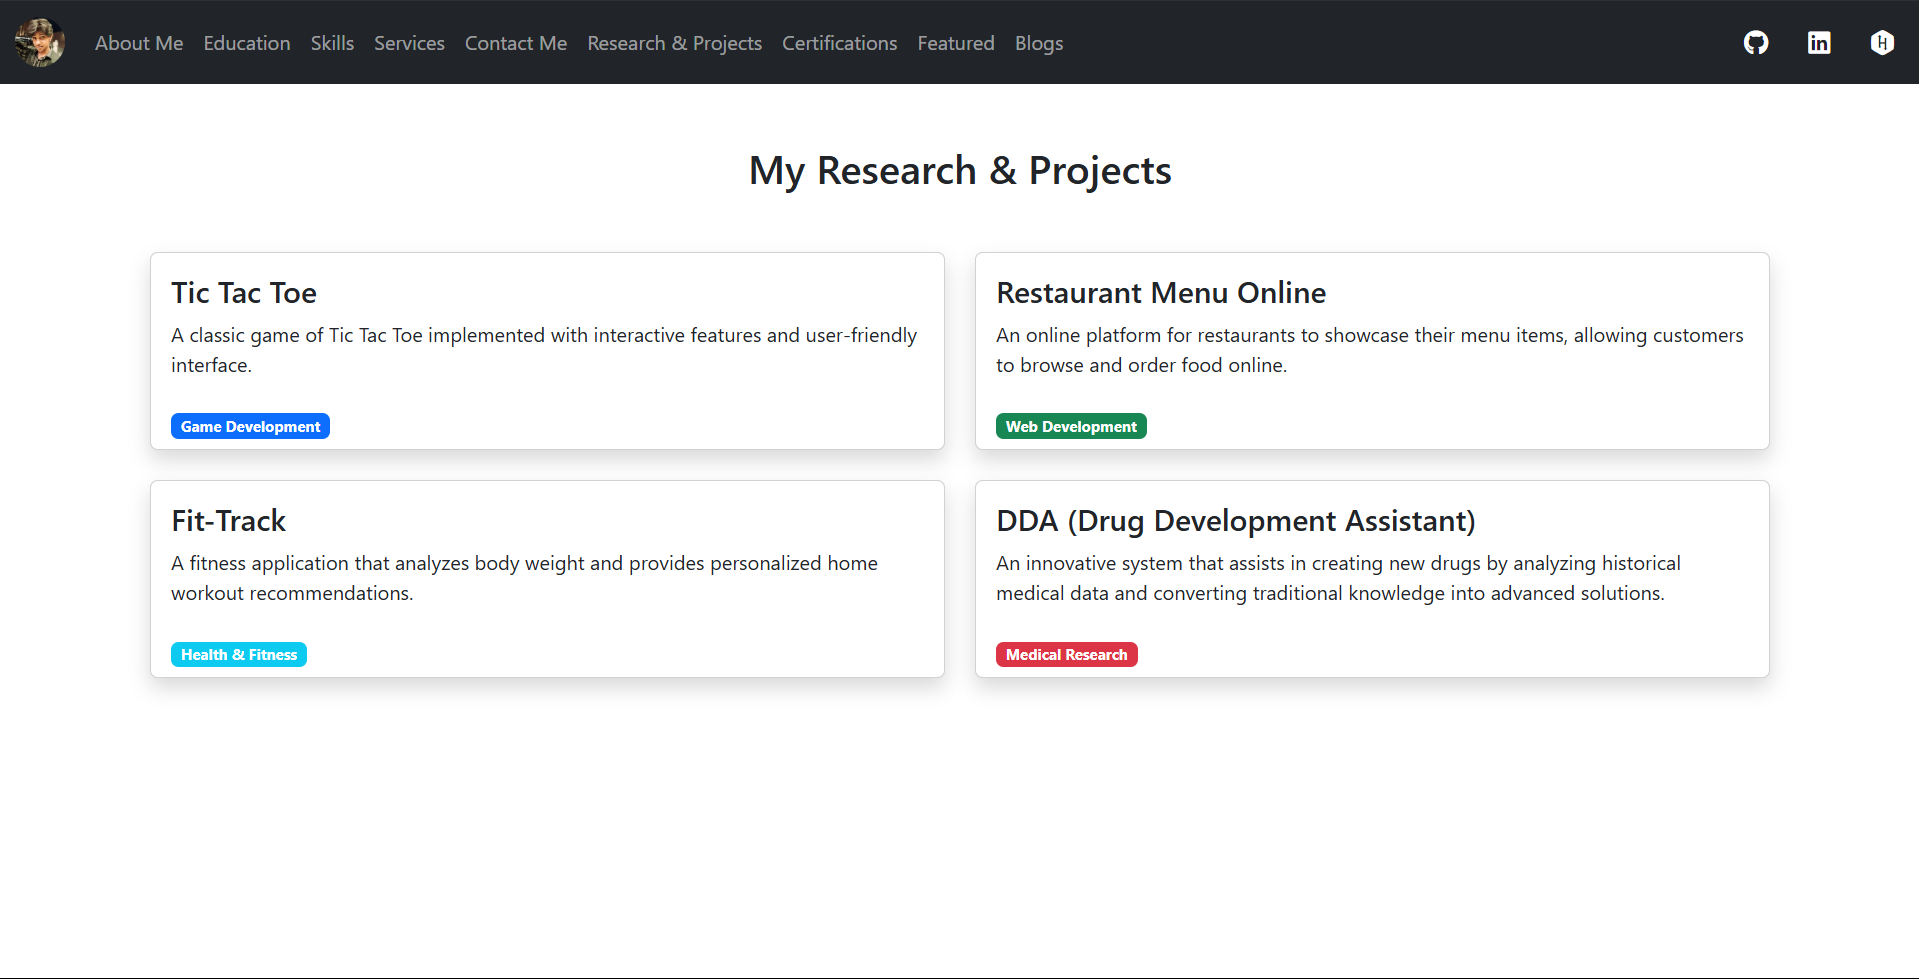 About Me Education Skills Services Contact Me Research & Projects Certifications Featured Blogs
My Research & Projects
Tic Tac Toe
A classic game of Tic Tac Toe implemented with interactive features and user-friendly
interface.
Game Development
Restaurant Menu Online
An online platform for restaurants to showcase their menu items, allowing customers
to browse and order food online.
Web Development
Fit-Track
A fitness application that analyzes body weight and provides personalized home
workout recommendations.
Health & Fitness
DDA (Drug Development Assistant)
An innovative system that assists in creating new drugs by analyzing historical
medical data and converting traditional knowledge into advanced solutions.
Medical Research